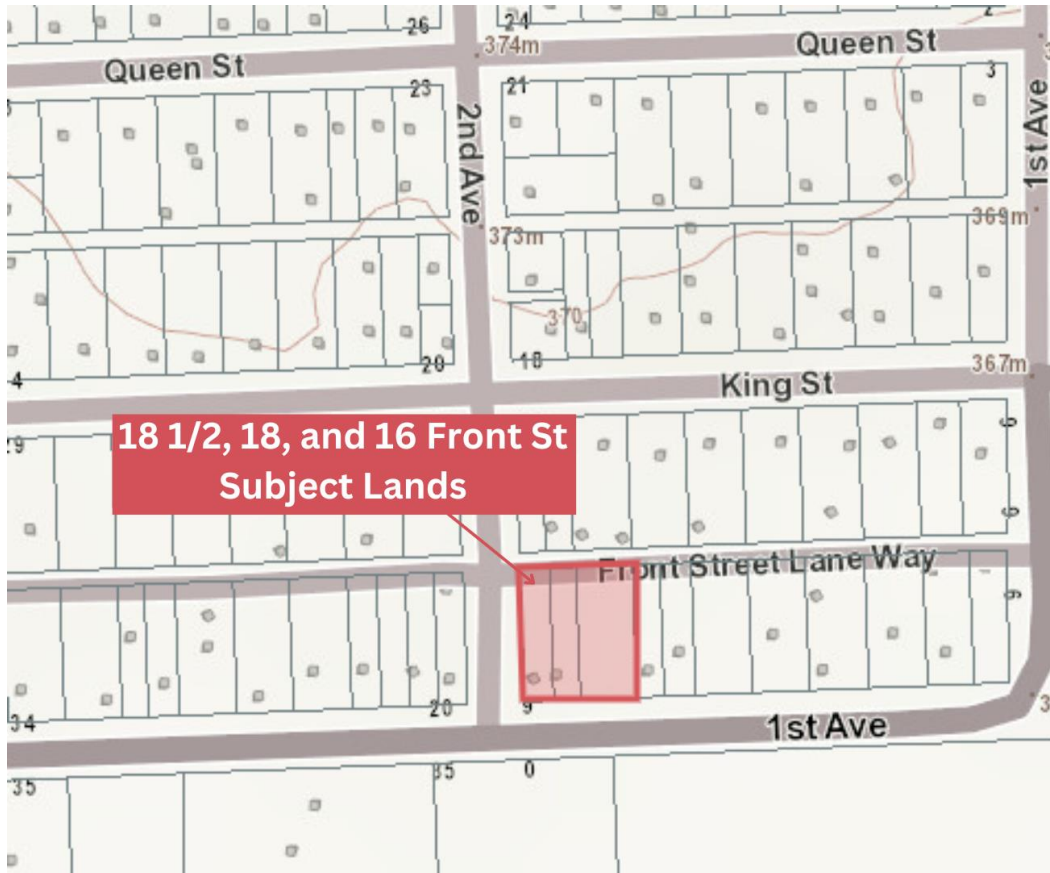 26
24
374m
Queen St
Queen St
23
21
3
2nd Ave
1st Ave
369m
373m
370
20
18
367m
4
King St
18 1/2, 18, and 16 Front St
Subject Lands
9
6
9
Front Street Lane Way
9
34
20
9
1st Ave
35
35
0